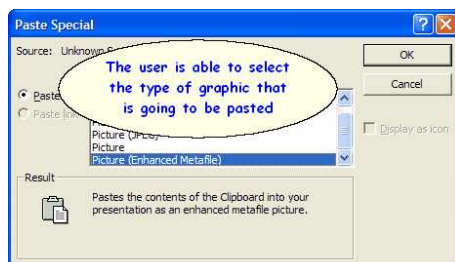 Paste Special
Source: Unknown
OK
Cancel
The user is able to select
the type of graphic that
is going to be pasted
Paste
Paste
Display as icon
Picture (JPEG)
Picture
Picture (Enhanced Metafile)
Result
Pastes the contents of the Clipboard into your
presentation as an enhanced metafile picture.